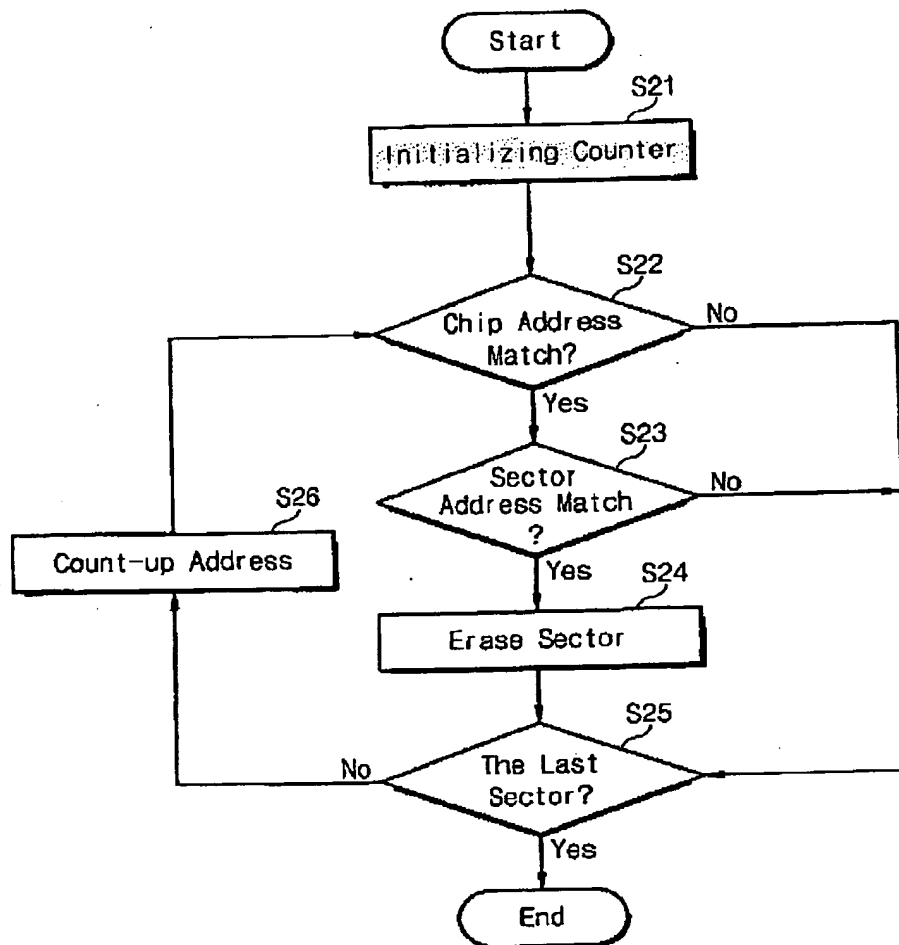 Start
S21
Initializing Counter
S22
Chip Address
Match?
No
Yes
S23
Sector
Address Match
?
No
Yes
S26
Count-up Address
S24
Erase Sector
S25
The Last
Sector?
No
Yes
End